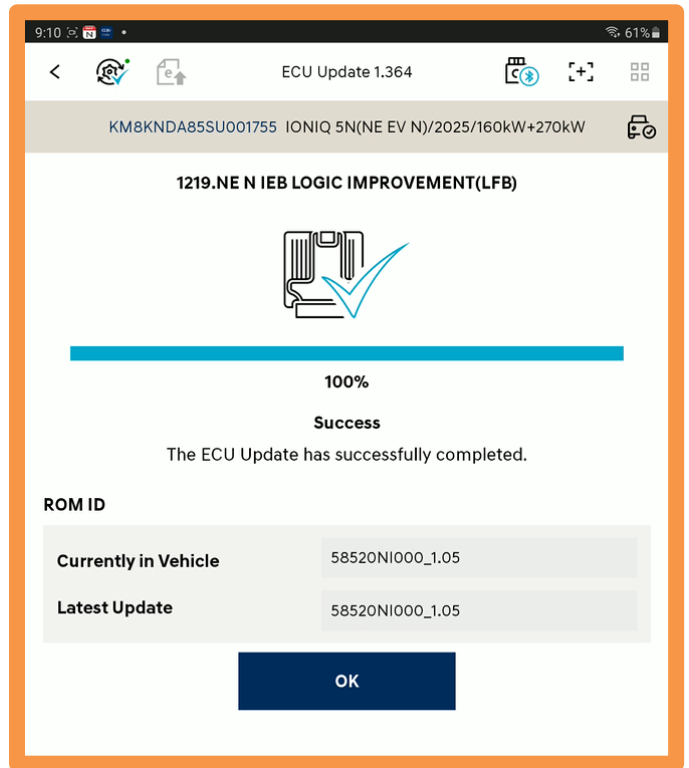 9:10 61%
ECU Update 1.364
KM8KNDA85SU001755 IONIQ 5N(NE EV N)/2025/160kW+270kW
1219.NE N IEB LOGIC IMPROVEMENT(LFB)
100%
Success
The ECU Update has successfully completed.
ROM ID
Currently in Vehicle 58520NI000_1.05
Latest Update 58520NI000_1.05
OK